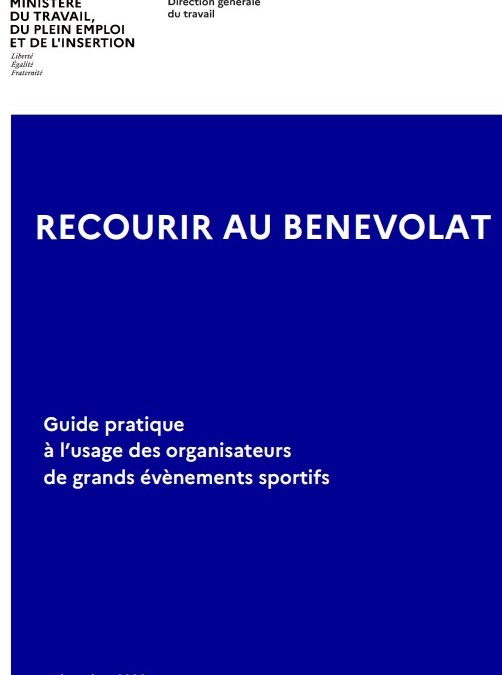 MINISTÈRE
DU TRAVAIL,
DU PLEIN EMPLOI
ET DE L'INSERTION
Liberté
Égalité
Fraternité
Direction générale
du travail
RECOURIR AU BENEVOLAT
Guide pratique
à l'usage des organisateurs
de grands évènements sportifs